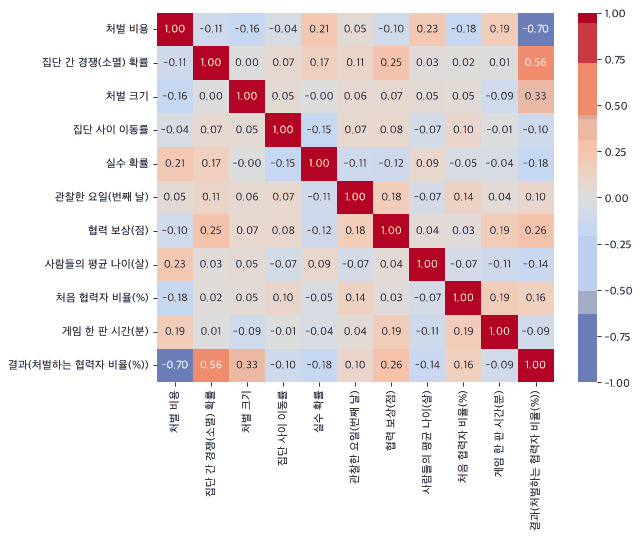 처벌 비용 1.00 -0.11 -0.16 -0.04 0.21 0.05 -0.10 0.23 -0.18 0.19 -0.70
집단 간 경쟁(소멸) 확률 -0.11 1.00 0.00 0.07 0.17 0.11 0.25 0.03 0.02 0.01 0.56
처벌 크기 -0.16 0.00 1.00 0.05 -0.00 0.06 0.07 0.05 0.05 -0.09 0.33
집단 사이 이동률 -0.04 0.07 0.05 1.00 -0.15 0.07 0.08 -0.07 0.10 -0.01 -0.10
실수 확률 0.21 0.17 -0.00 -0.15 1.00 -0.11 -0.12 0.09 -0.05 -0.04 -0.18
관찰한 요일(번째 날) 0.05 0.11 0.06 0.07 -0.11 1.00 0.18 -0.07 0.14 0.04 0.10
협력 보상(점) -0.10 0.25 0.07 0.08 -0.12 0.18 1.00 0.04 0.03 0.19 0.26
사람들의 평균 나이(살) 0.23 0.03 0.05 -0.07 0.09 -0.07 0.04 1.00 -0.07 -0.11 -0.14
처음 협력자 비율(%) -0.18 0.02 0.05 0.10 -0.05 0.14 0.03 -0.07 1.00 0.19 0.16
게임 한 판 시간(분) 0.19 0.01 -0.09 -0.01 -0.04 0.04 0.19 -0.11 0.19 1.00 -0.09
결과(처벌하는 협력자 비율(%)) -0.70 0.56 0.33 -0.10 -0.18 0.10 0.26 -0.14 0.16 -0.09 1.00
처벌 비용
집단 간 경쟁(소멸) 확률
처벌 크기
집단 사이 이동률
실수 확률
관찰한 요일(번째 날)
협력 보상(점)
사람들의 평균 나이(살)
처음 협력자 비율(%)
게임 한 판 시간(분)
결과(처벌하는 협력자 비율(%))
1.00
0.75
0.50
0.25
0.00
-0.25
-0.50
-0.75
-1.00